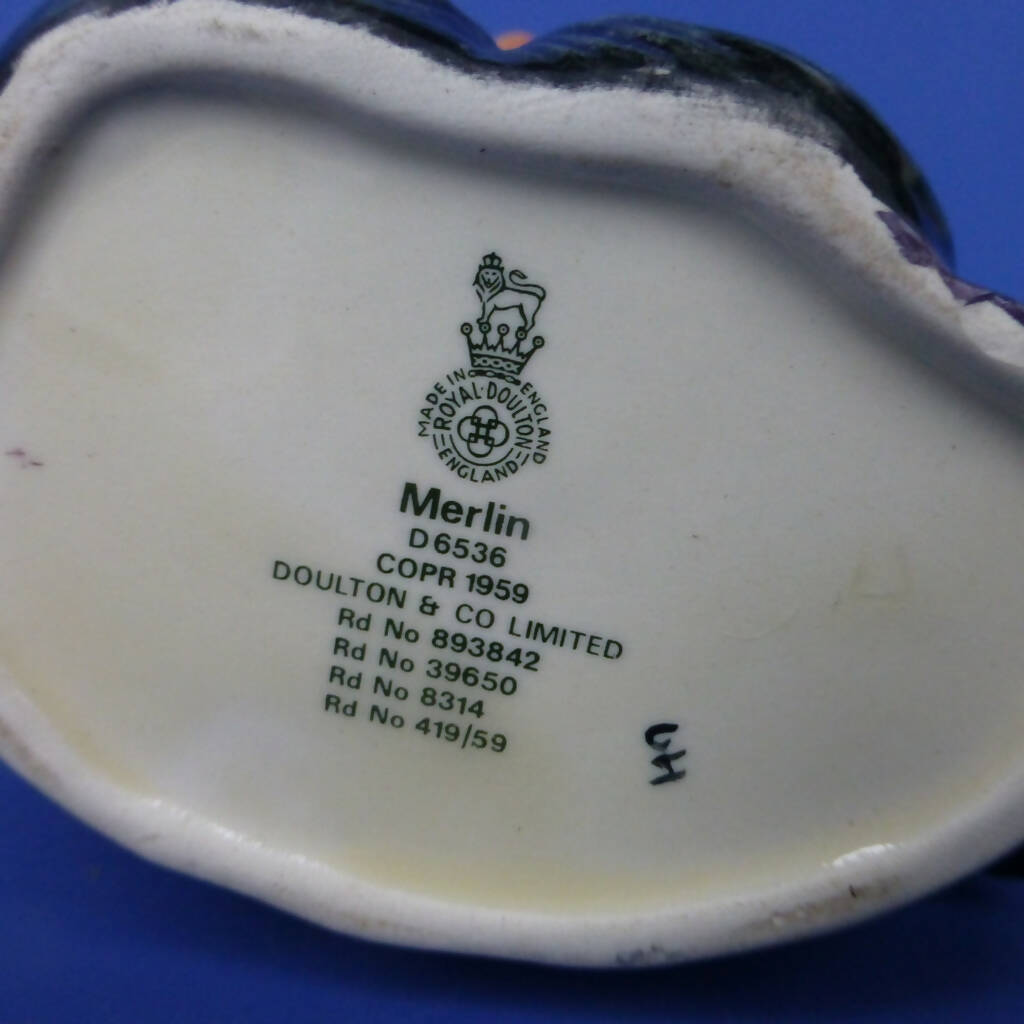 MADE IN ENGLAND
ROYAL·DOULTON
ENGLAND
Merlin
D6536
COPR 1959
DOULTON & CO LIMITED
Rd No 893842
Rd No 39650
Rd No 8314
Rd No 419/59